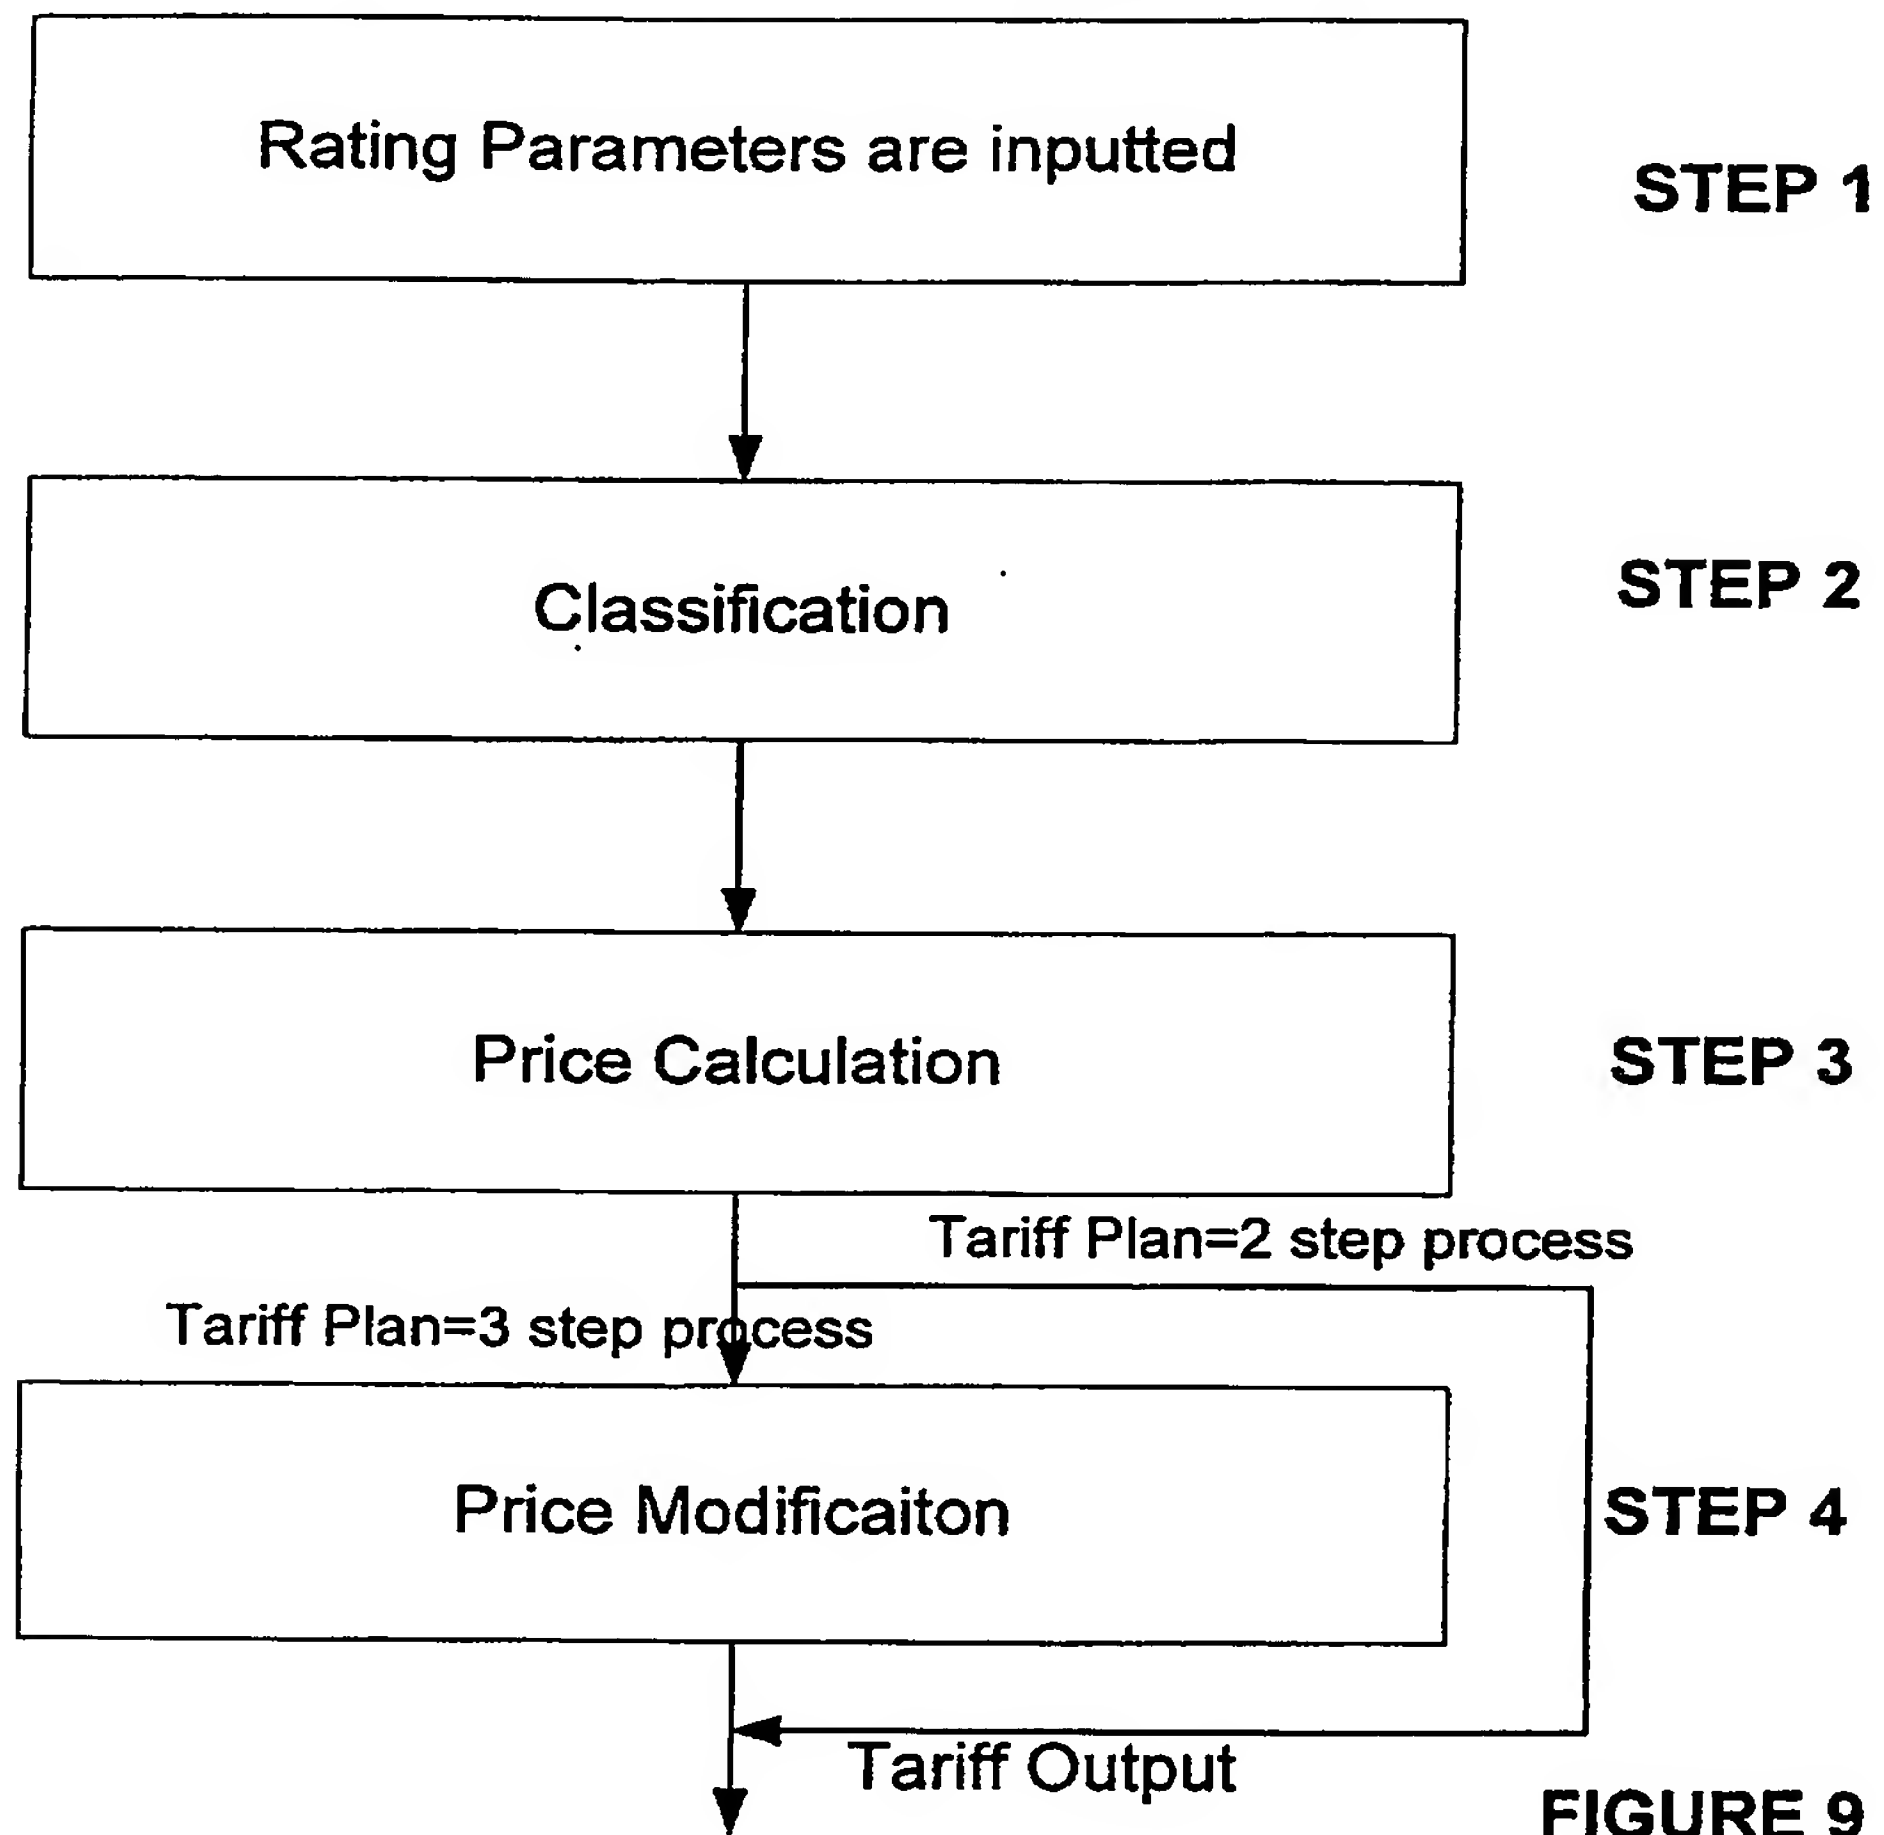 Rating Parameters are inputted
STEP 1
Classification
STEP 2
Price Calculation
STEP 3
Tariff Plan=2 step process
Tariff Plan=3 step process
Price Modificaiton
STEP 4
Tariff Output
FIGURE 9